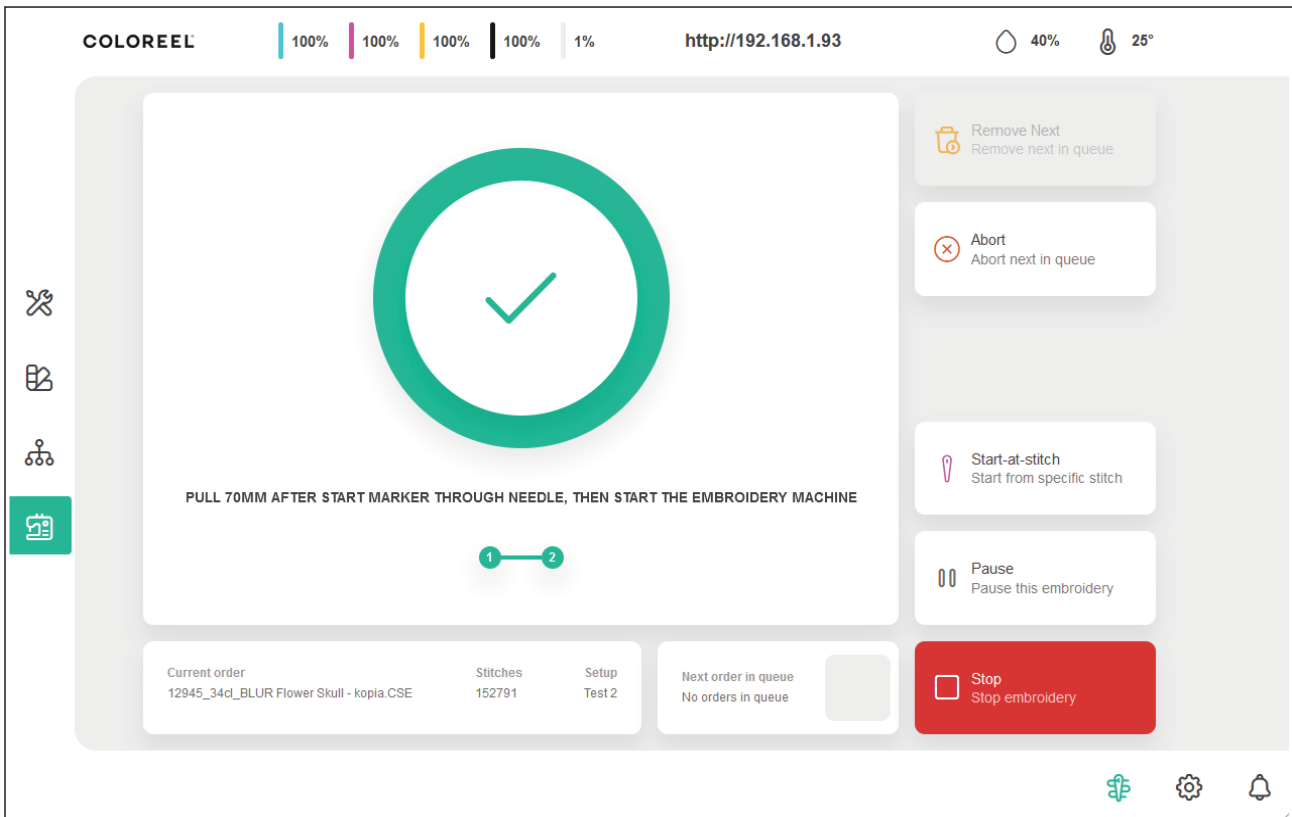 COLOREEL
100% 100% 100% 100% 1%
http://192.168.1.93
40% 25°
Remove Next
Remove next in queue
Abort
Abort next in queue
PULL 70MM AFTER START MARKER THROUGH NEEDLE, THEN START THE EMBROIDERY MACHINE
1 2
Start-at-stitch
Start from specific stitch
Pause
Pause this embroidery
Current order Stitches Setup
12945_34cl_BLUR Flower Skull - kopia.CSE 152791 Test 2
Next order in queue
No orders in queue
Stop
Stop embroidery